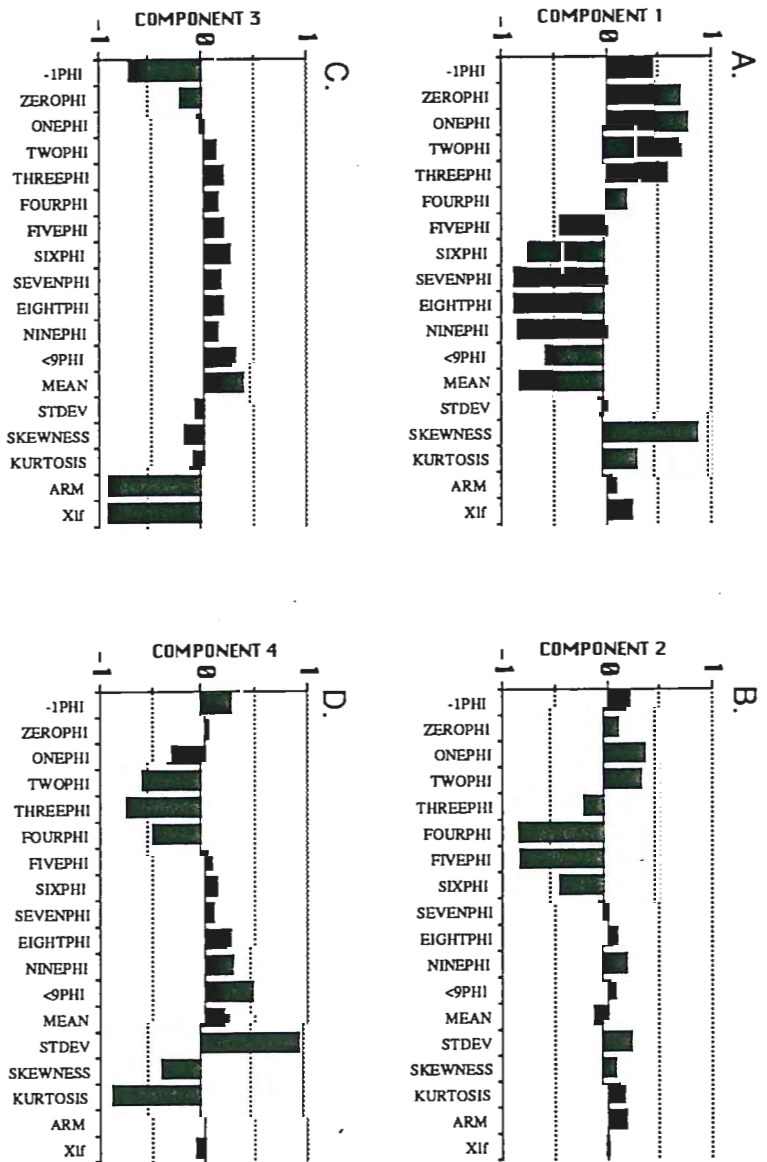 A.
COMPONENT 1
1
0
-1
-1PHI
ZEROPHI
ONEPHI
TWOPHI
THREEPHI
FOURPHI
FIVEPHI
SIXPHI
SEVENPHI
EIGHTPHI
NINEPHI
<9PHI
MEAN
STDEV
SKEWNESS
KURTOSIS
ARM
XIf
B.
COMPONENT 2
1
0
-1
-1PHI
ZEROPHI
ONEPHI
TWOPHI
THREEPHI
FOURPHI
FIVEPHI
SIXPHI
SEVENPHI
EIGHTPHI
NINEPHI
<9PHI
MEAN
STDEV
SKEWNESS
KURTOSIS
ARM
XIf
C.
COMPONENT 3
1
0
-1
-1PHI
ZEROPHI
ONEPHI
TWOPHI
THREEPHI
FOURPHI
FIVEPHI
SIXPHI
SEVENPHI
EIGHTPHI
NINEPHI
<9PHI
MEAN
STDEV
SKEWNESS
KURTOSIS
ARM
XIf
D.
COMPONENT 4
1
0
-1
-1PHI
ZEROPHI
ONEPHI
TWOPHI
THREEPHI
FOURPHI
FIVEPHI
SIXPHI
SEVENPHI
EIGHTPHI
NINEPHI
<9PHI
MEAN
STDEV
SKEWNESS
KURTOSIS
ARM
XIf